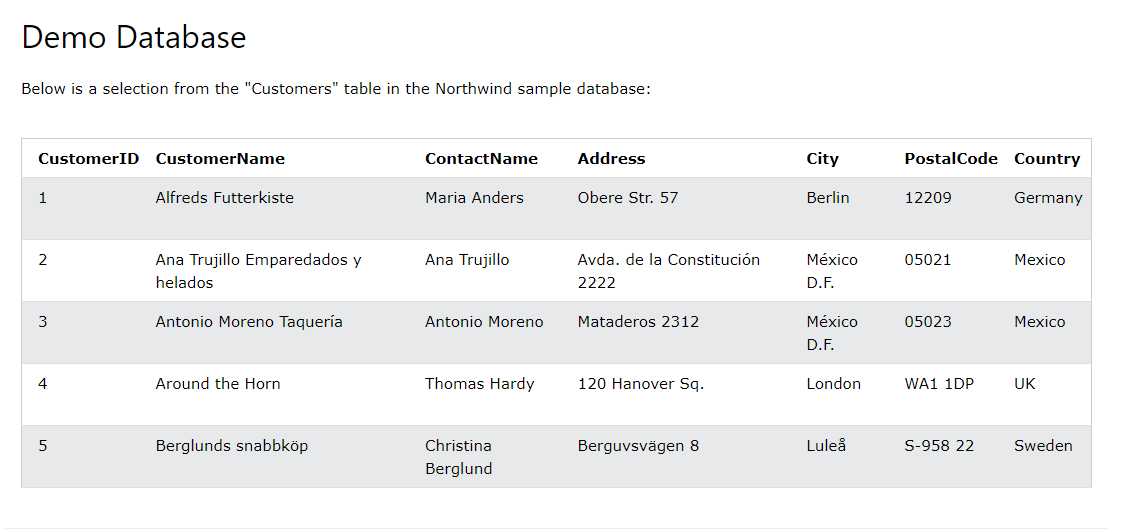 Demo Database
Below is a selection from the "Customers" table in the Northwind sample database:
CustomerID CustomerName ContactName Address City PostalCode Country
1 Alfreds Futterkiste Maria Anders Obere Str. 57 Berlin 12209 Germany
2 Ana Trujillo Emparedados y Ana Trujillo Avda. de la Constitución México 05021 Mexico
helados 2222 D.F.
3 Antonio Moreno Taquería Antonio Moreno Mataderos 2312 México 05023 Mexico
D.F.
4 Around the Horn Thomas Hardy 120 Hanover Sq. London WA1 1DP UK
5 Berglunds snabbköp Christina Berguvsvägen 8 Luleå S-958 22 Sweden
Berglund